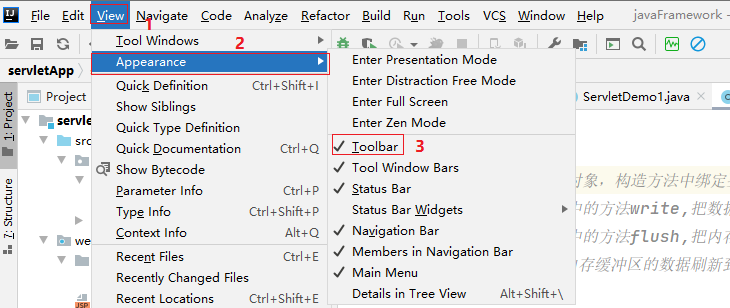 File Edit View Navigate Code Analyze Refactor Build Run Tools VCS Window Help javaFramework
1
Tool Windows
2
servletApp
Appearance
Enter Presentation Mode
Enter Distraction Free Mode
Enter Full Screen
Enter Zen Mode
Toolbar 3
Tool Window Bars
Status Bar
Status Bar Widgets
Navigation Bar
Members in Navigation Bar
Main Menu
Details in Tree View Alt+Shift+\
Quick Definition Ctrl+Shift+I
Show Siblings
Quick Type Definition
Quick Documentation Ctrl+Q
Show Bytecode
Parameter Info Ctrl+P
Type Info Ctrl+Shift+P
Context Info Alt+Q
Recent Files Ctrl+E
Recently Changed Files
Recent Locations Ctrl+Shift+E
1: Project
7: Structure
Project
servle
src
we
JSP
ServletDemo1.java
对象，构造方法中绑定
中的方法write,把数据
中的方法flush,把内存
内存缓冲区的数据刷新到